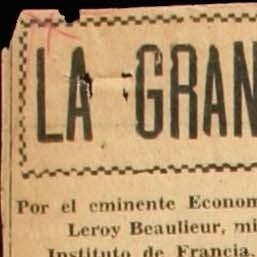 LA GRAN
Por el eminente Econom
Leroy Beaulieur, mi
Instituto de Francia.